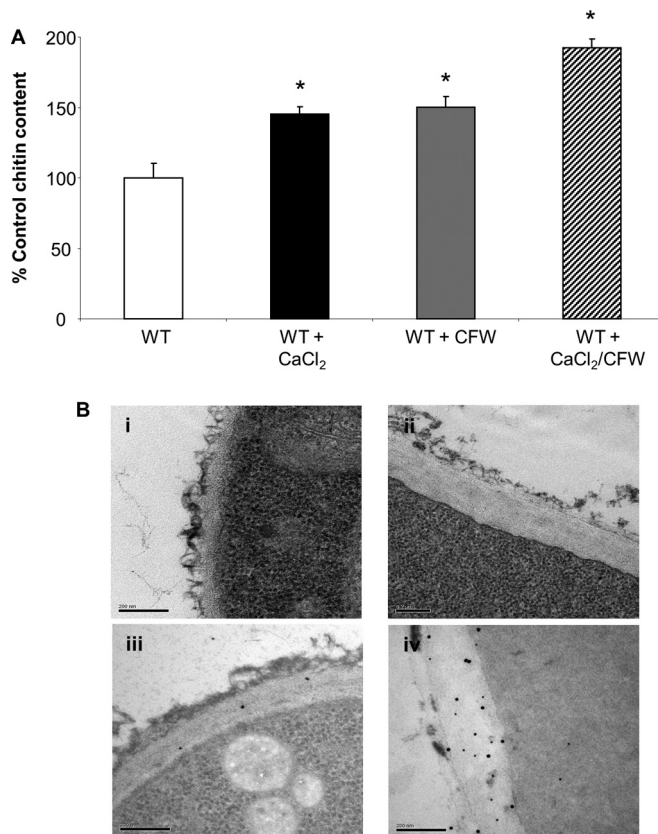 A
% Control chitin content
200
*
*
*
150
100
50
0
WT
WT + CaCl₂
WT + CFW
WT + CaCl₂/CFW
B
i
ii
200 nm
iii
iv
200 nm